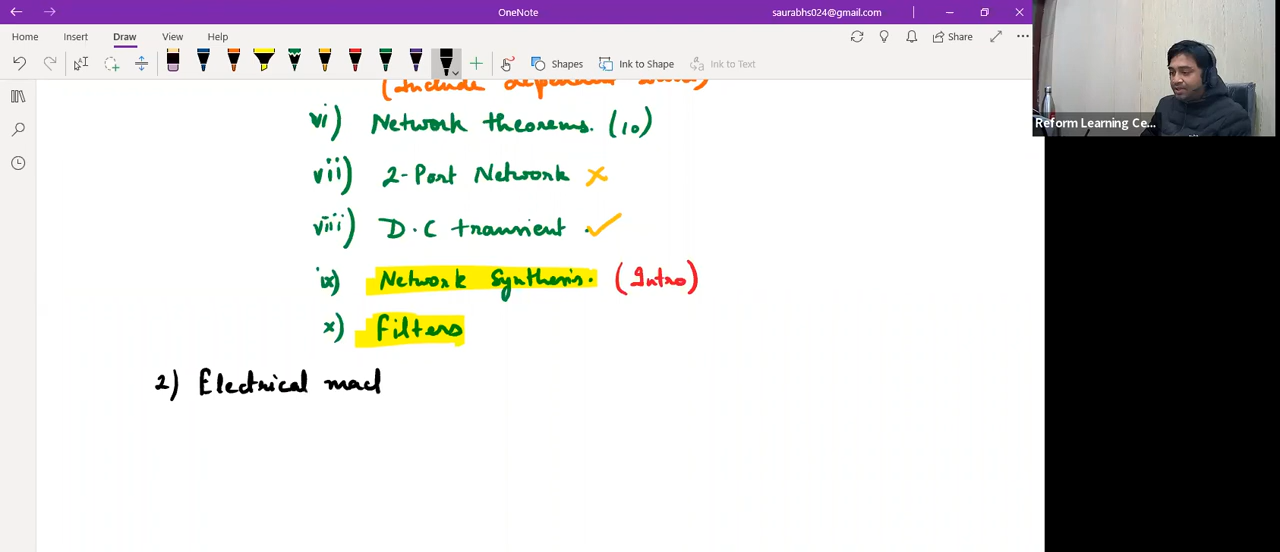 OneNote
saurabhs024@gmail.com
Home Insert Draw View Help
Share
Shapes Ink to Shape Ink to Text
(Include dependent
vi) Network theorems. (10)
vii) 2-Port Network ✗
viii) D.C transient. ✓
ix) Network Synthesis. (Intro)
x) Filters
2) Electrical mach
Reform Learning Ce...